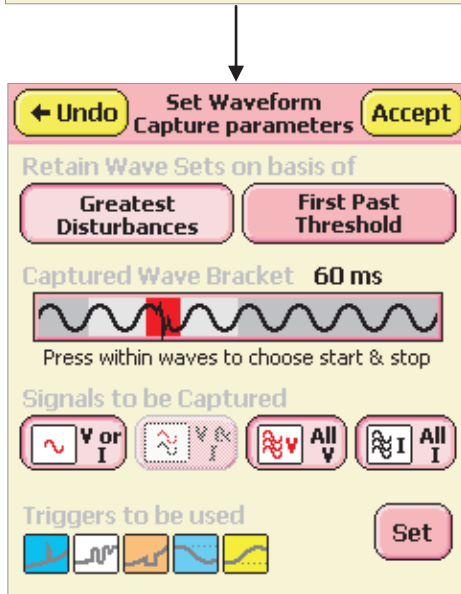 ← Undo Set Waveform Capture parameters Accept
Retain Wave Sets on basis of
Greatest Disturbances First Past Threshold
Captured Wave Bracket 60 ms
Press within waves to choose start & stop
Signals to be Captured
V or I V & I V All V I All I
Triggers to be used
Set